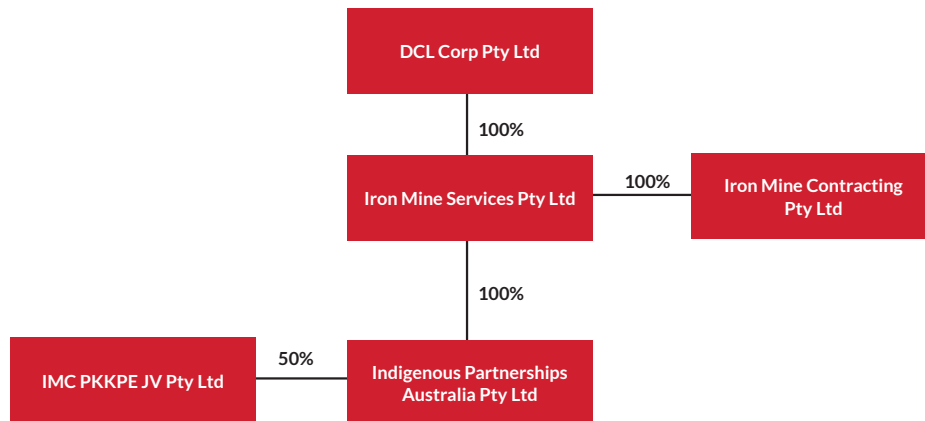 DCL Corp Pty Ltd
100%
Iron Mine Services Pty Ltd
100%
Iron Mine Contracting
Pty Ltd
100%
IMC PKKPE JV Pty Ltd
50%
Indigenous Partnerships
Australia Pty Ltd